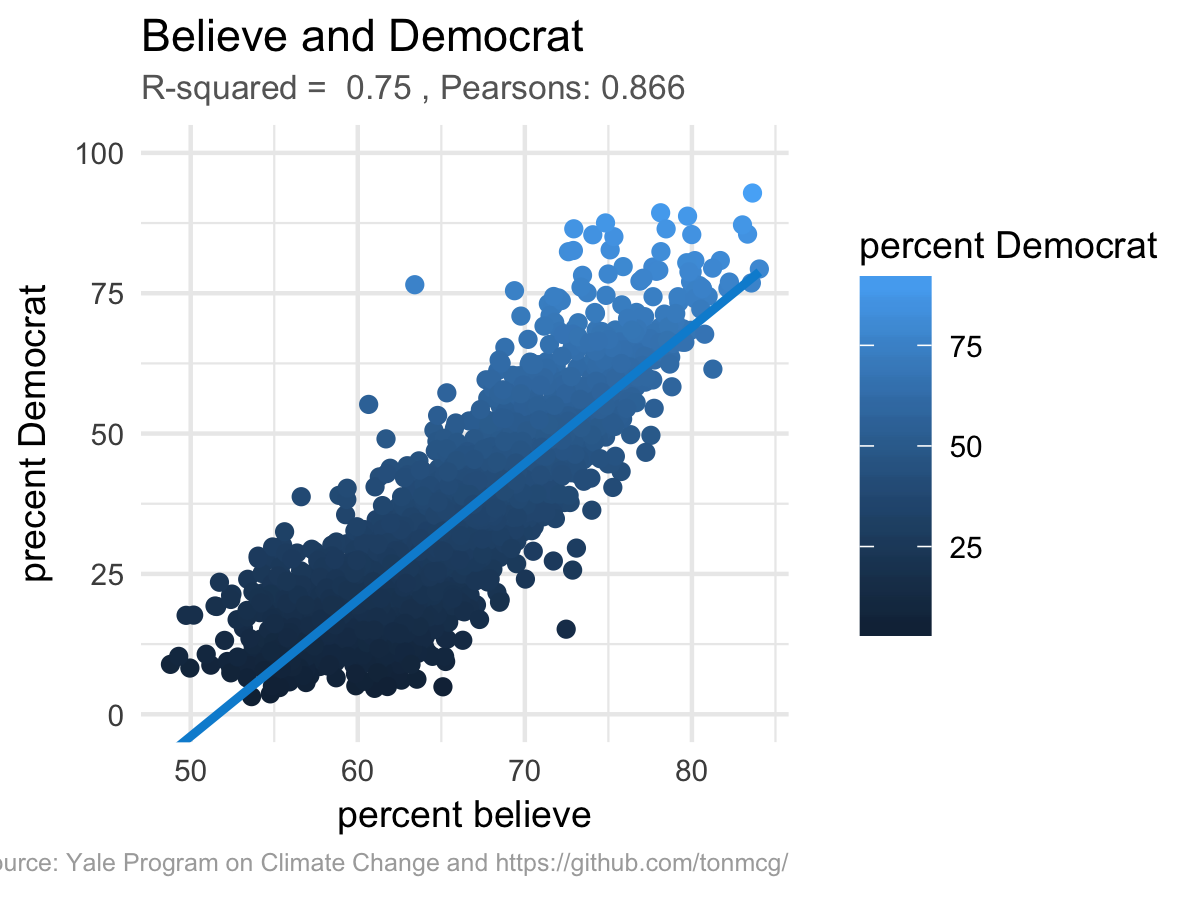 Believe and Democrat
R-squared =  0.75 , Pearsons: 0.866
100
75
50
25
0
precent Democrat
50
60
70
80
percent believe
percent Democrat
75
50
25
ource: Yale Program on Climate Change and https://github.com/tonmcg/